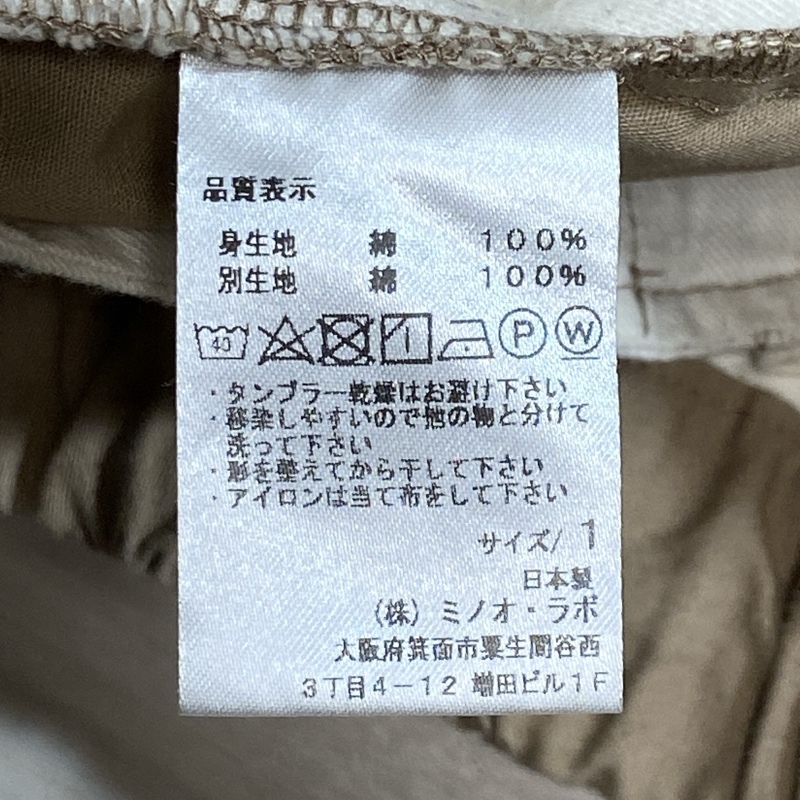 品質表示
身生地 綿 100%
別生地 綿 100%
40 P W
・タンブラー乾燥はお避け下さい
・移染しやすいので他の物と分けて
洗って下さい
・形を整えてから干して下さい
・アイロンは当て布をして下さい
サイズ/ 1
日本製
(株) ミノオ・ラボ
大阪府箕面市粟生間谷西
3丁目4-12 増田ビル1F